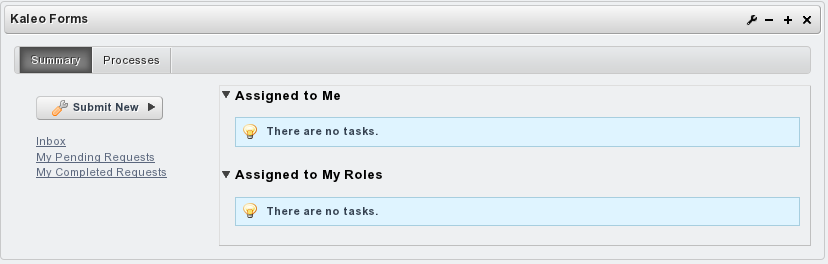 Kaleo Forms
Summary
Processes
Submit New
Inbox
My Pending Requests
My Completed Requests
Assigned to Me
There are no tasks.
Assigned to My Roles
There are no tasks.